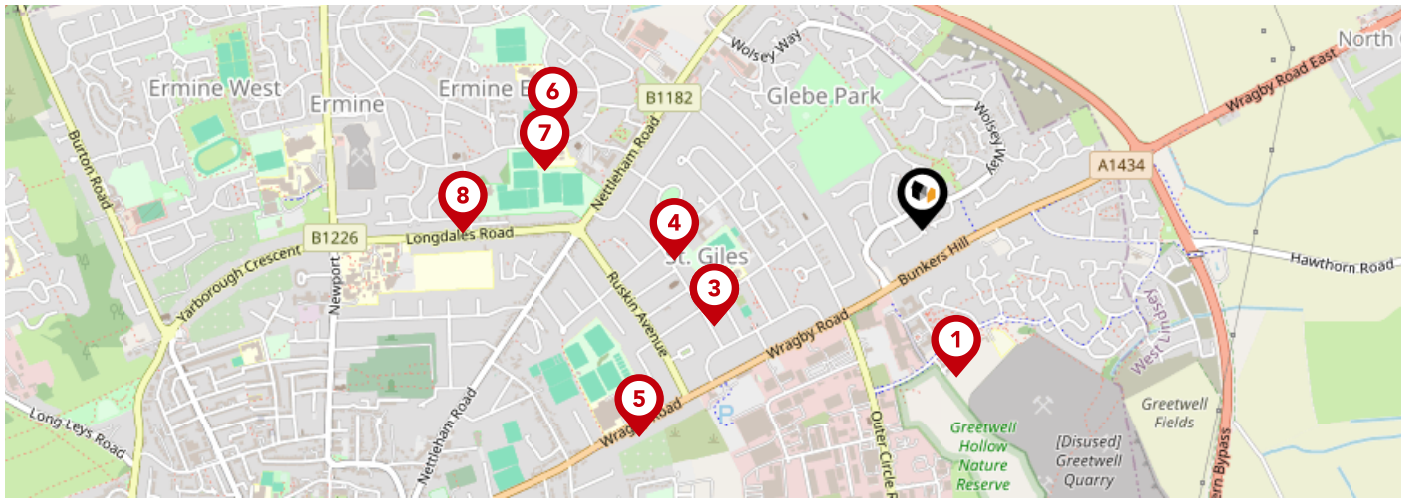 Wolsey Way
North
Ermine West
Ermine E
6
B1182
Glebe Park
Wragby Road East
Ermine
7
Burton Road
Nettleham Road
Wolsey Way
A1434
8
4
B1226
Longdales Road
St. Giles
Bunkers Hill
Hawthorn Road
Yarborough Crescent
Newport
Ruskin Avenue
3
Wragby Road
1
West Lindsey
Long Leys Road
Nettleham Road
5
Wragby Road
P
Outer Circle R
Greetwell
Hollow
Nature
Reserve
[Disused]
Greetwell
Quarry
Greetwell
Fields
ern Bypass